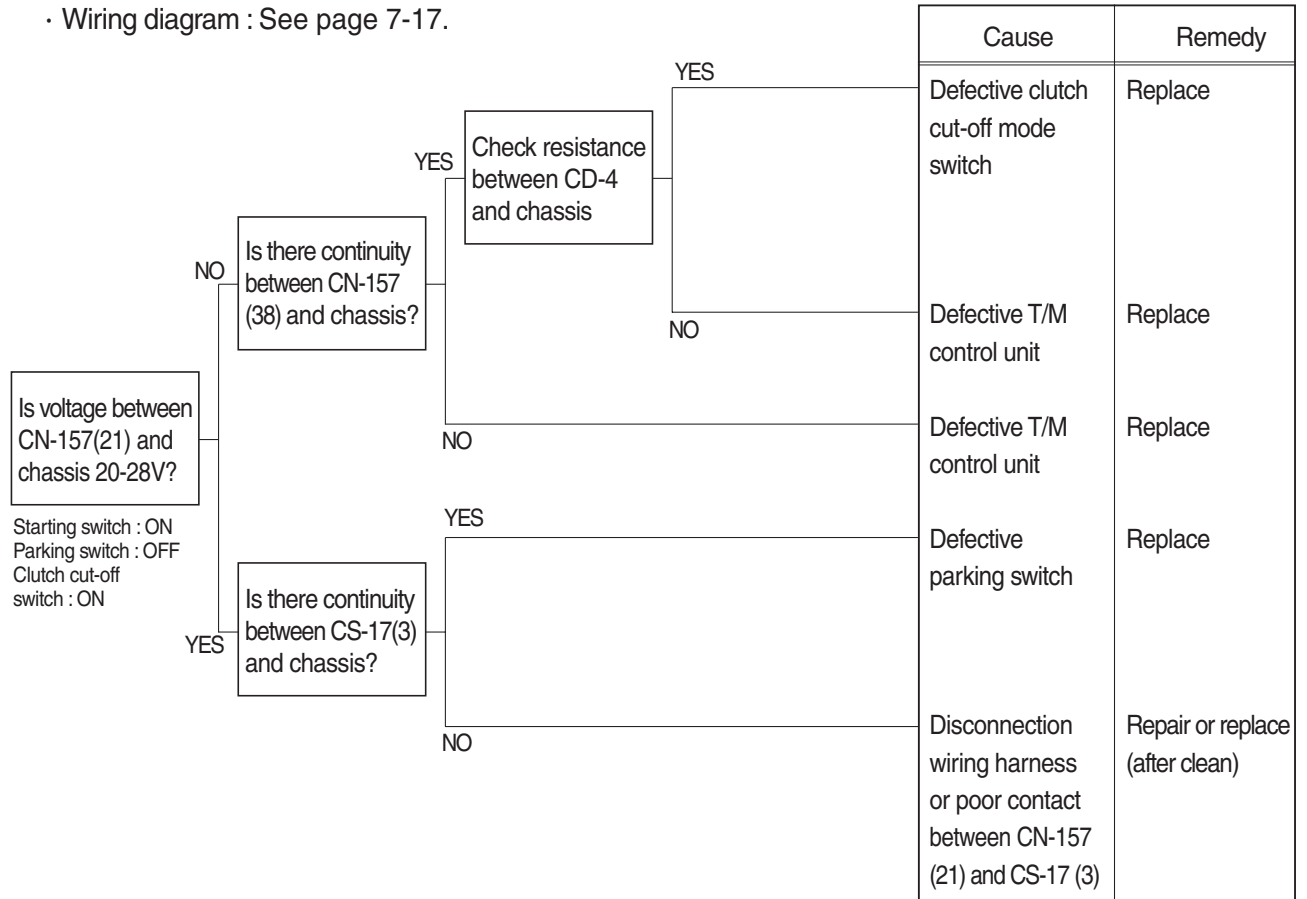 · Wiring diagram : See page 7-17.
Cause
Remedy
YES
Defective clutch
cut-off mode
switch
Replace
YES
Check resistance
between CD-4
and chassis
NO
Is there continuity
between CN-157
(38) and chassis?
NO
Defective T/M
control unit
Replace
Is voltage between
CN-157(21) and
chassis 20-28V?
NO
Defective T/M
control unit
Replace
Starting switch : ON
Parking switch : OFF
Clutch cut-off
switch : ON
YES
Defective
parking switch
Replace
YES
Is there continuity
between CS-17(3)
and chassis?
NO
Disconnection
wiring harness
or poor contact
between CN-157
(21) and CS-17 (3)
Repair or replace
(after clean)